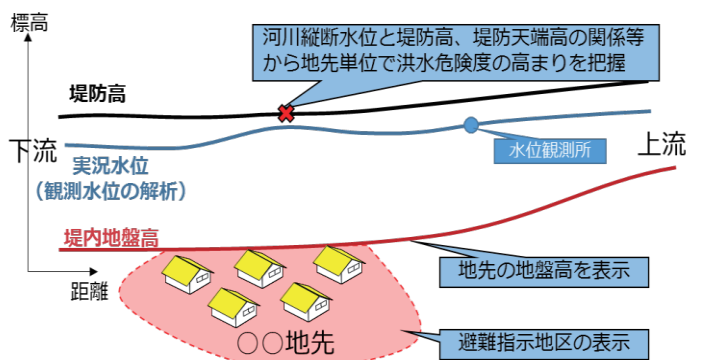 標高
河川縦断水位と堤防高、堤防天端高の関係等
から地先単位で洪水危険度の高まりを把握
堤防高
下流
実況水位
（観測水位の解析）
水位観測所
上流
堤内地盤高
地先の地盤高を表示
距離
○○地先
避難指示地区の表示